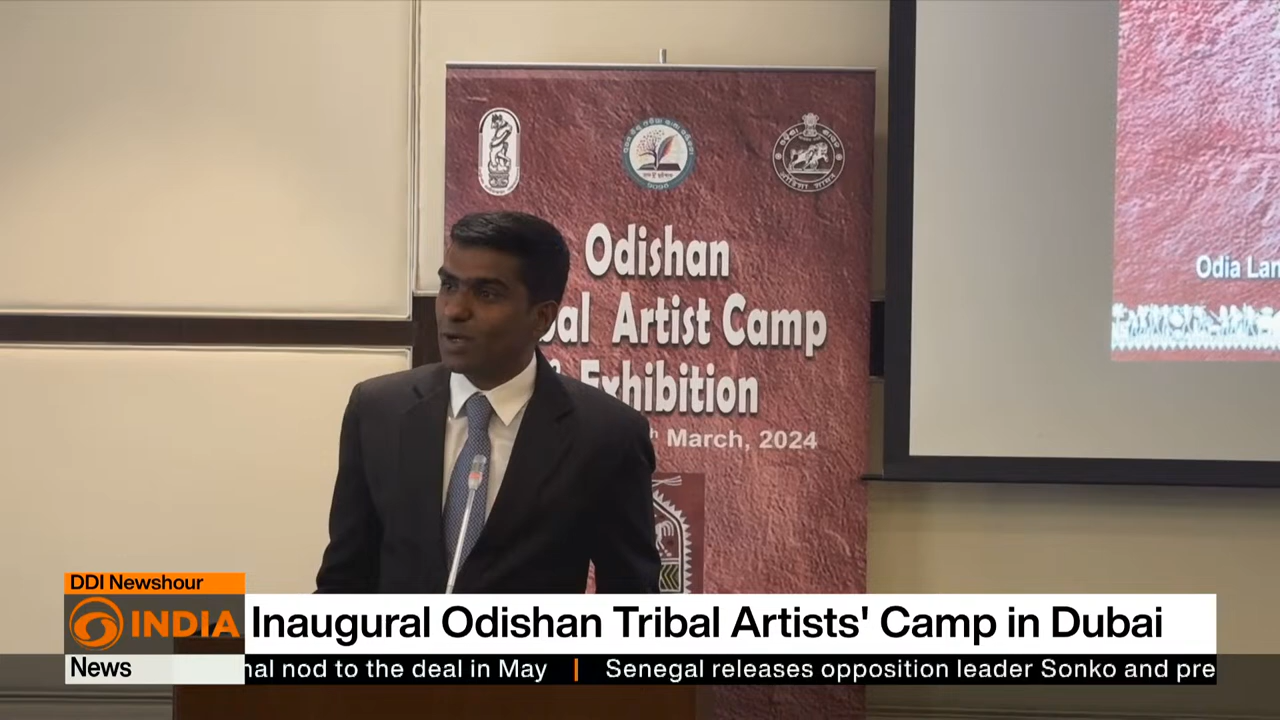 Odishan
Artist Camp
Exhibition
March, 2024
Odia Lan
DDI Newshour
INDIA
Inaugural Odishan Tribal Artists' Camp in Dubai
News
nal nod to the deal in May | Senegal releases opposition leader Sonko and pre